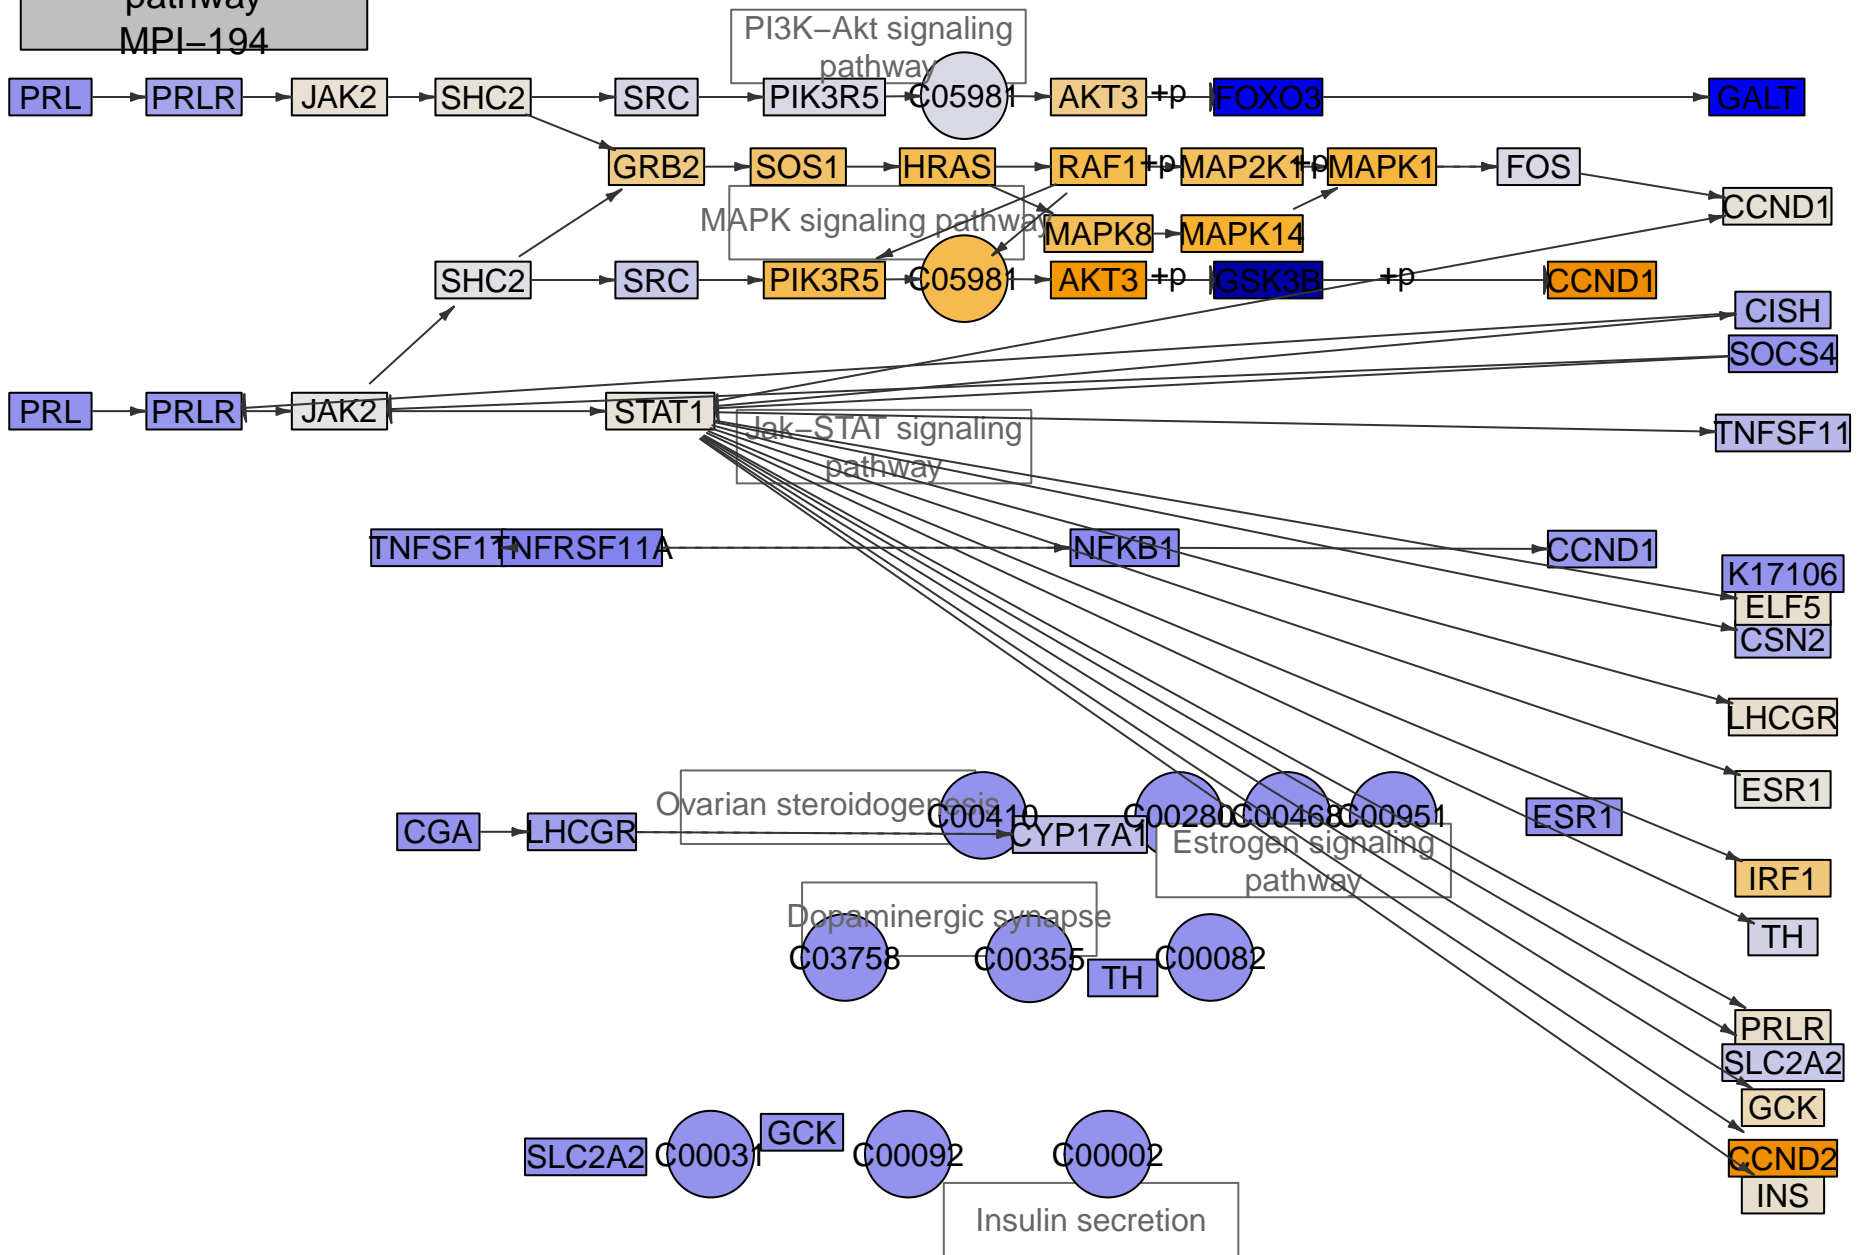 pathway
MPI−194
PI3K−Akt signaling
pathway
PRL
PRLR
JAK2
SHC2
SRC
PIK3R5
C05981
AKT3
+p
FOXO3
GALT
GRB2
SOS1
HRAS
RAF1
+p
MAP2K1
+p
MAPK1
FOS
CCND1
MAPK signaling pathway
MAPK8
MAPK14
SHC2
SRC
PIK3R5
C05981
AKT3
+p
GSK3B
+p
CCND1
CISH
SOCS4
PRL
PRLR
JAK2
STAT1
Jak−STAT signaling
pathway
TNFSF11
TNFSF11
TNFRSF11A
NFKB1
CCND1
K17106
ELF5
CSN2
LHCGR
ESR1
Ovarian steroidogenesis
C00410
C00280
C00468
C00951
ESR1
CGA
LHCGR
CYP17A1
Estrogen signaling
pathway
IRF1
Dopaminergic synapse
TH
C03758
C00355
TH
C00082
PRLR
SLC2A2
GCK
SLC2A2
C00031
GCK
C00092
C00002
CCND2
INS
Insulin secretion